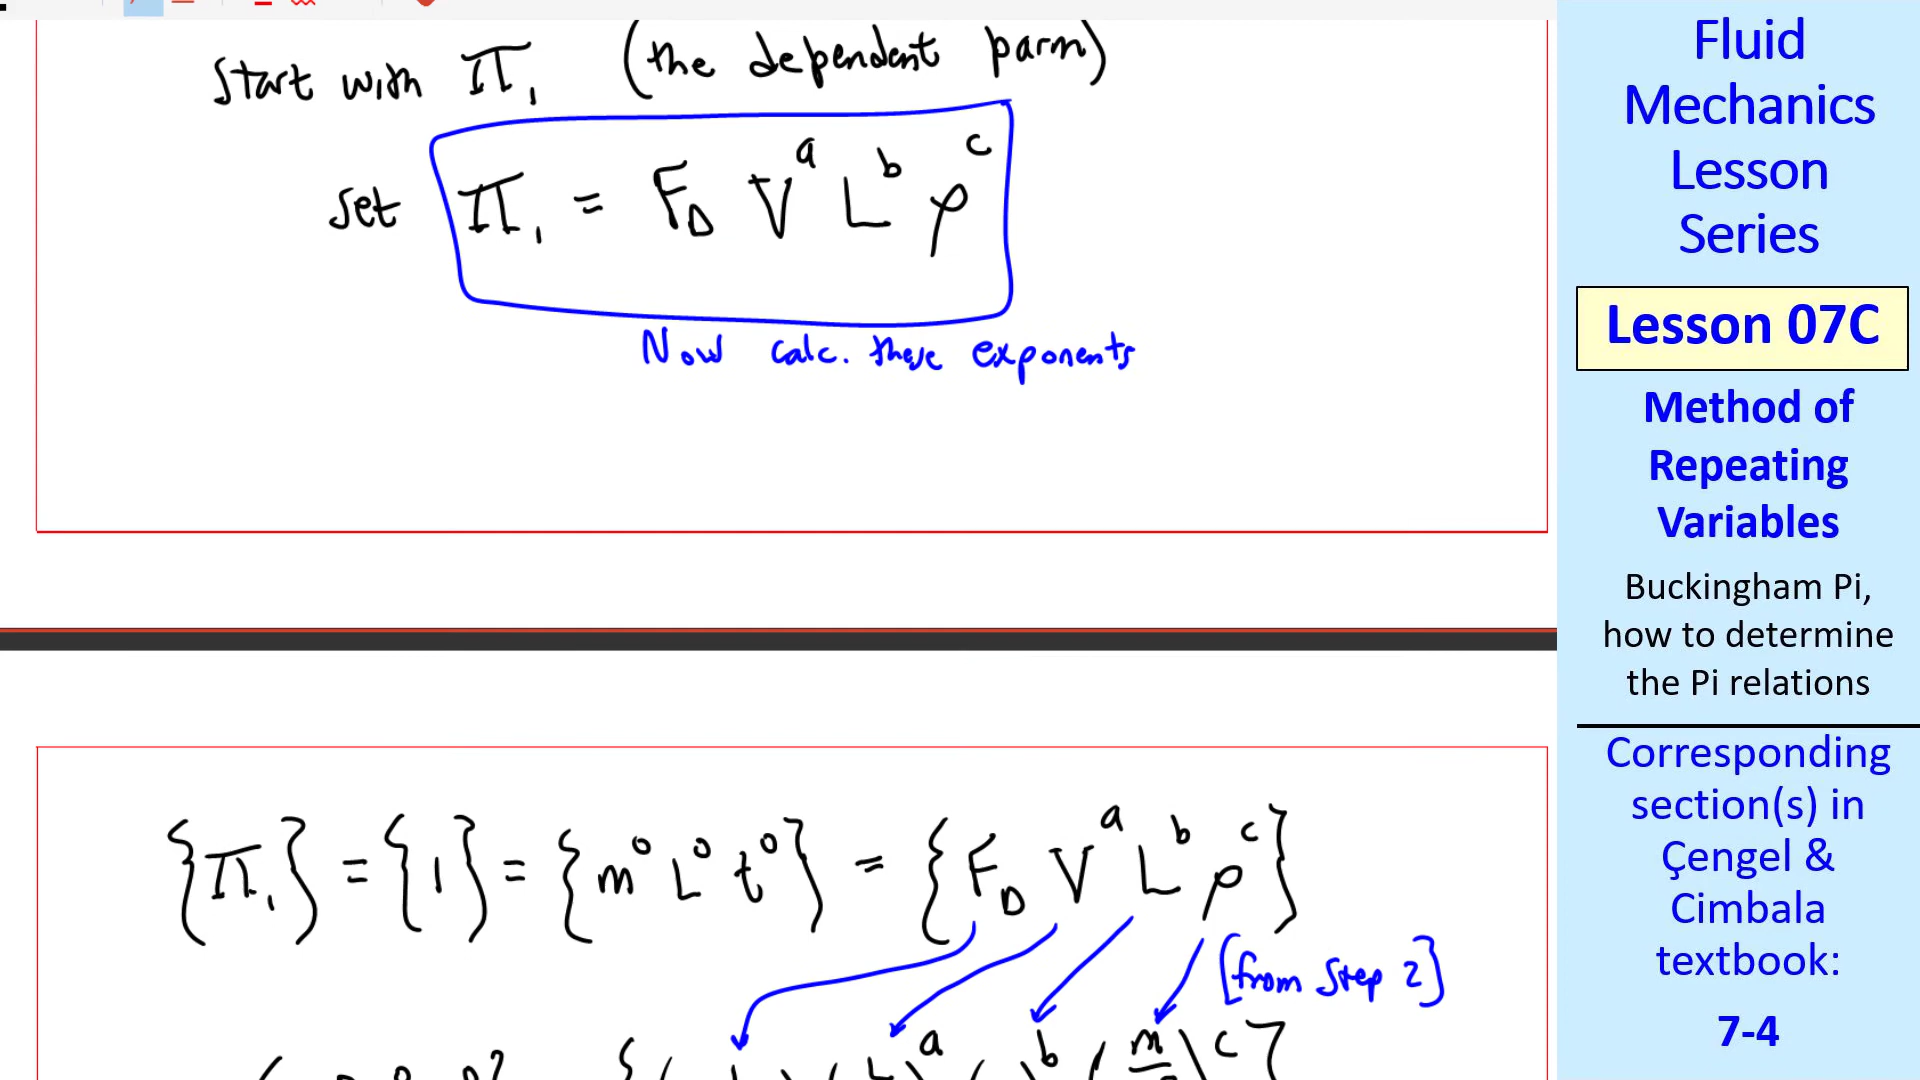 Start with Π₁ (the dependent parm)
set Π₁ = F_D V^a L^b ρ^c
Now calc. these exponents
{Π₁} = {1} = {m⁰ L⁰ t⁰} = {F_D V^a L^b ρ^c}
[from Step 2]
Fluid
Mechanics
Lesson
Series
Lesson 07C
Method of
Repeating
Variables
Buckingham Pi,
how to determine
the Pi relations
Corresponding
section(s) in
Çengel &
Cimbala
textbook:
7-4